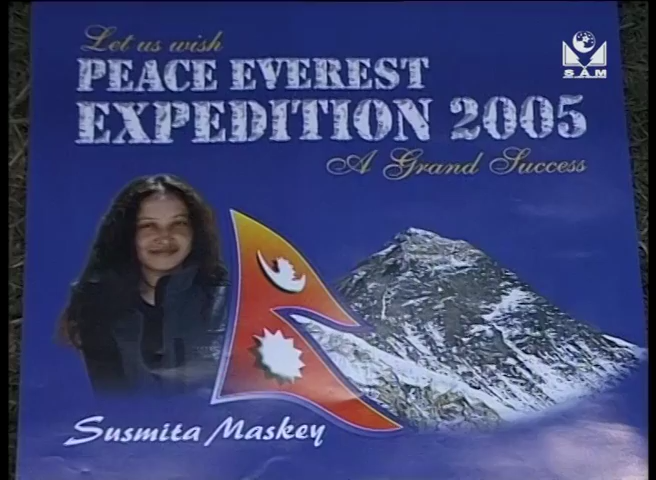 Let us wish
PEACE EVEREST
EXPEDITION 2005
A Grand Success
SAM
Susmita Maskey